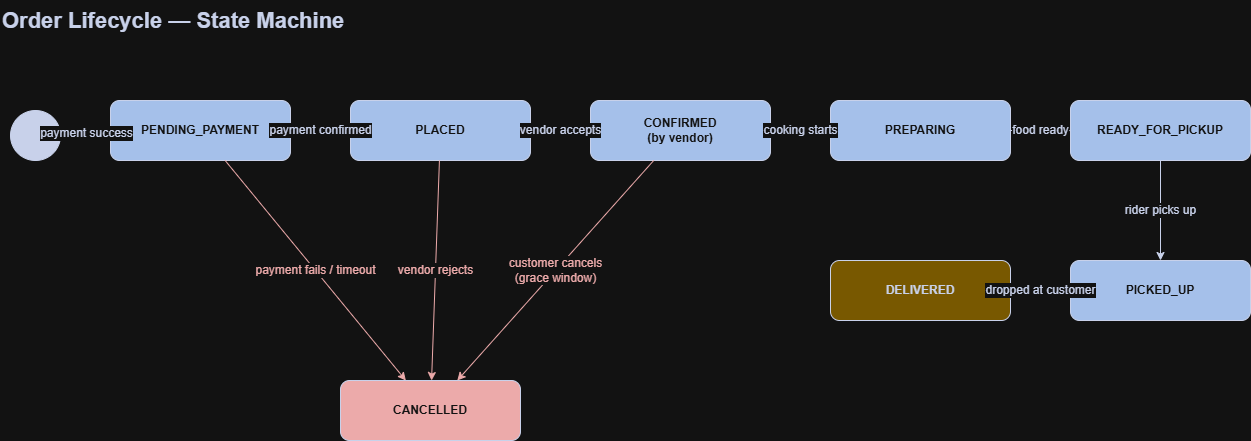 Order Lifecycle — State Machine
payment success
PENDING_PAYMENT
payment confirmed
PLACED
vendor accepts
CONFIRMED
(by vendor)
cooking starts
PREPARING
food ready
READY_FOR_PICKUP
rider picks up
payment fails / timeout
vendor rejects
customer cancels
(grace window)
DELIVERED
dropped at customer
PICKED_UP
CANCELLED